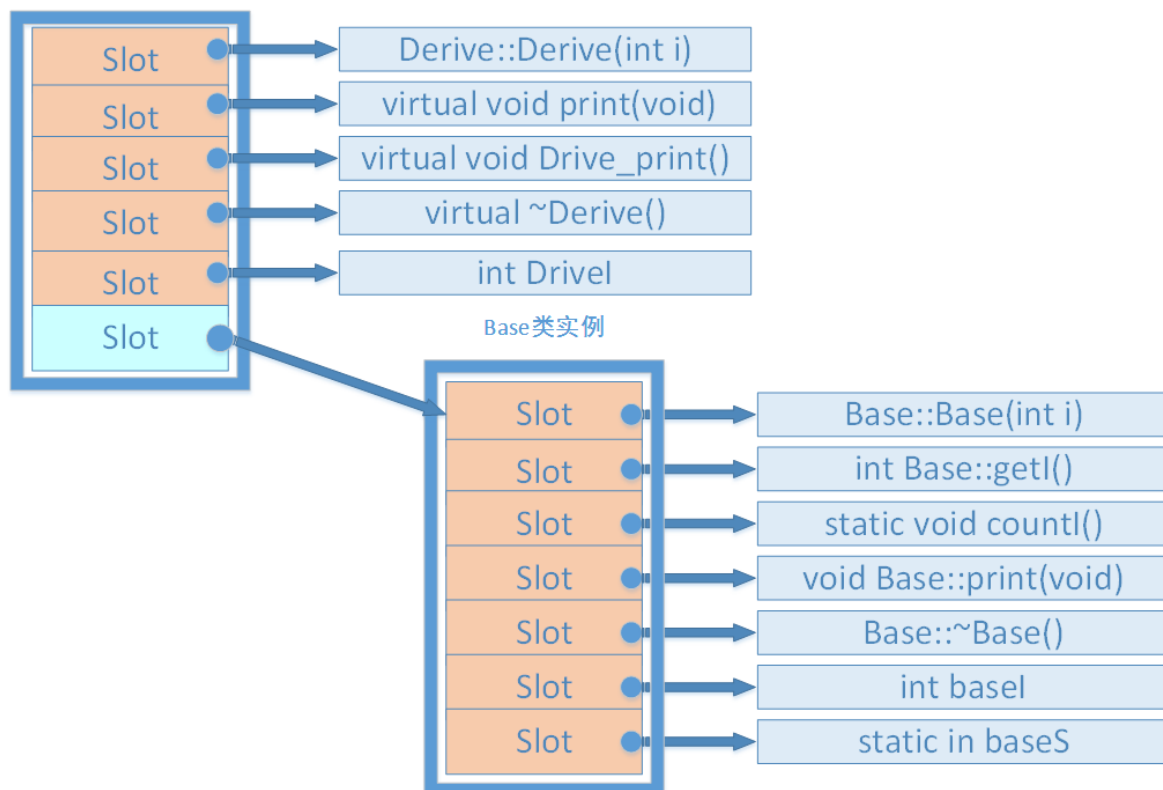 Slot
Derive::Derive(int i)
Slot
virtual void print(void)
Slot
virtual void Drive_print()
Slot
virtual ~Derive()
Slot
int DriveI
Slot
Base类实例
Slot
Base::Base(int i)
Slot
int Base::getI()
Slot
static void countI()
Slot
void Base::print(void)
Slot
Base::~Base()
Slot
int baseI
Slot
static in baseS